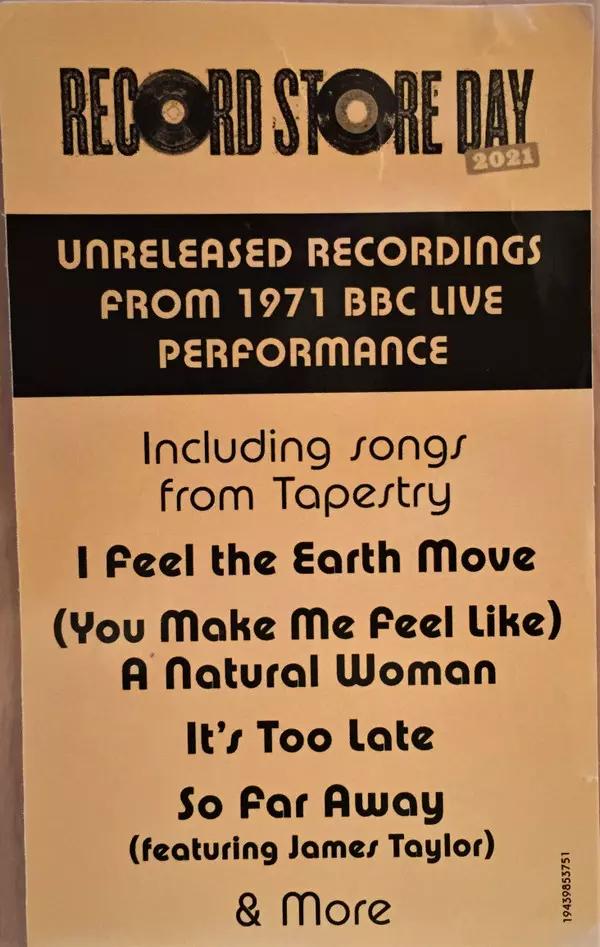 RECORD STORE DAY
2021
UNRELEASED RECORDINGS
FROM 1971 BBC LIVE
PERFORMANCE
Including songs
from Tapestry
I Feel the Earth Move
(You Make Me Feel Like)
A Natural Woman
It's Too Late
So Far Away
(featuring James Taylor)
& More
19439853751